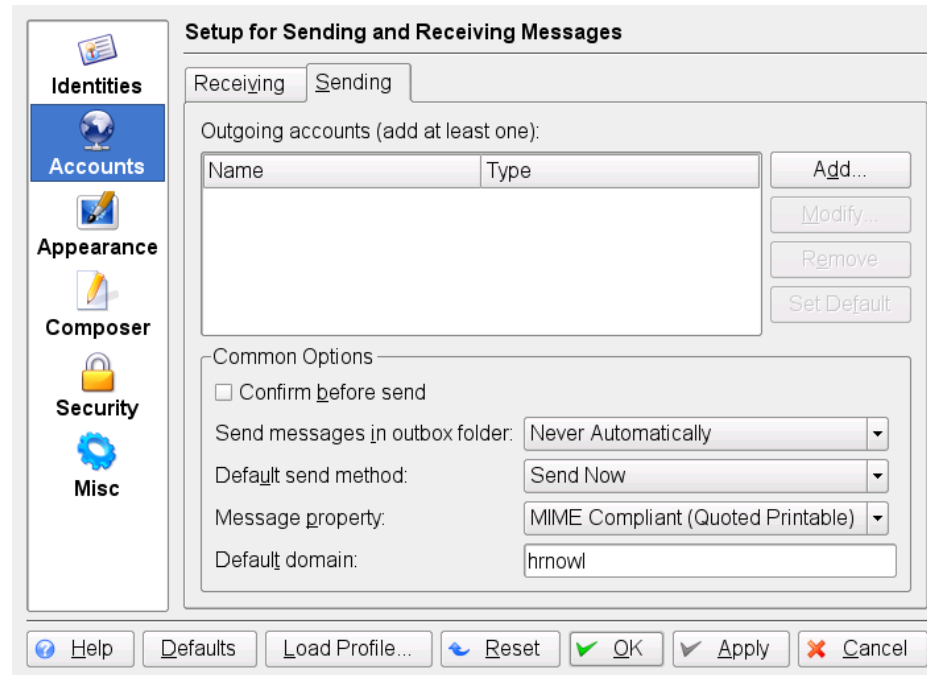 Setup for Sending and Receiving Messages
Identities
Accounts
Appearance
Composer
Security
Misc
Receiving
Sending
Outgoing accounts (add at least one):
Name
Type
Add...
Modify...
Remove
Set Default
Common Options
Confirm before send
Send messages in outbox folder:
Never Automatically
Default send method:
Send Now
Message property:
MIME Compliant (Quoted Printable)
Default domain:
hrnowl
Help
Defaults
Load Profile...
Reset
OK
Apply
Cancel